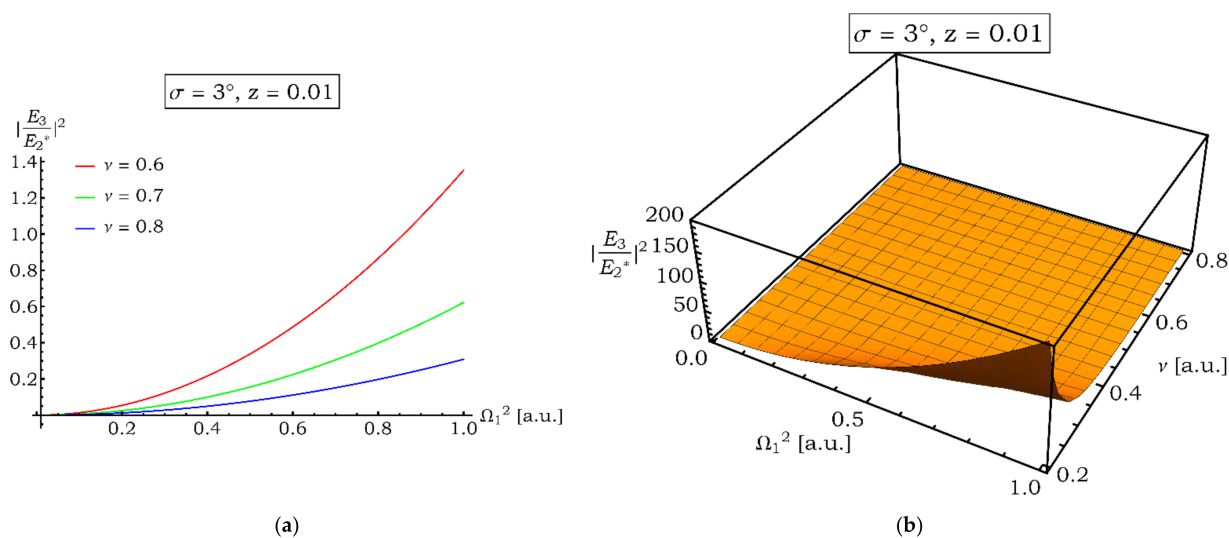 σ = 3°, z = 0.01
|E₃/E₂*|²
1.4
1.2
1.0
0.8
0.6
0.4
0.2
ν = 0.6
ν = 0.7
ν = 0.8
0.2 0.4 0.6 0.8 1.0
Ω₁² [a.u.]
(a)
σ = 3°, z = 0.01
|E₃/E₂*|²
200
150
100
50
0
0.0 0.5 1.0
Ω₁² [a.u.]
0.2 0.4 0.6 0.8
ν [a.u.]
(b)